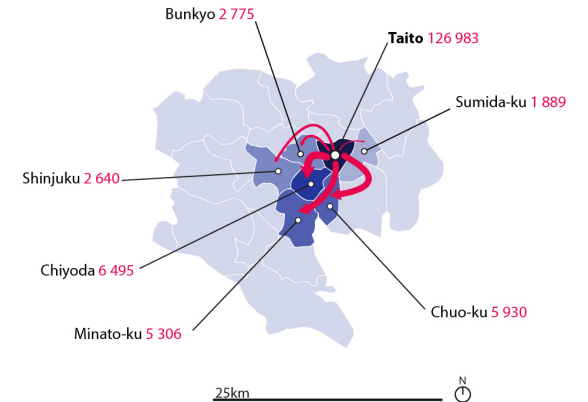 Bunkyo 2 775
Taito 126 983
Sumida-ku 1 889
Shinjuku 2 640
Chiyoda 6 495
Chuo-ku 5 930
Minato-ku 5 306
25km
N